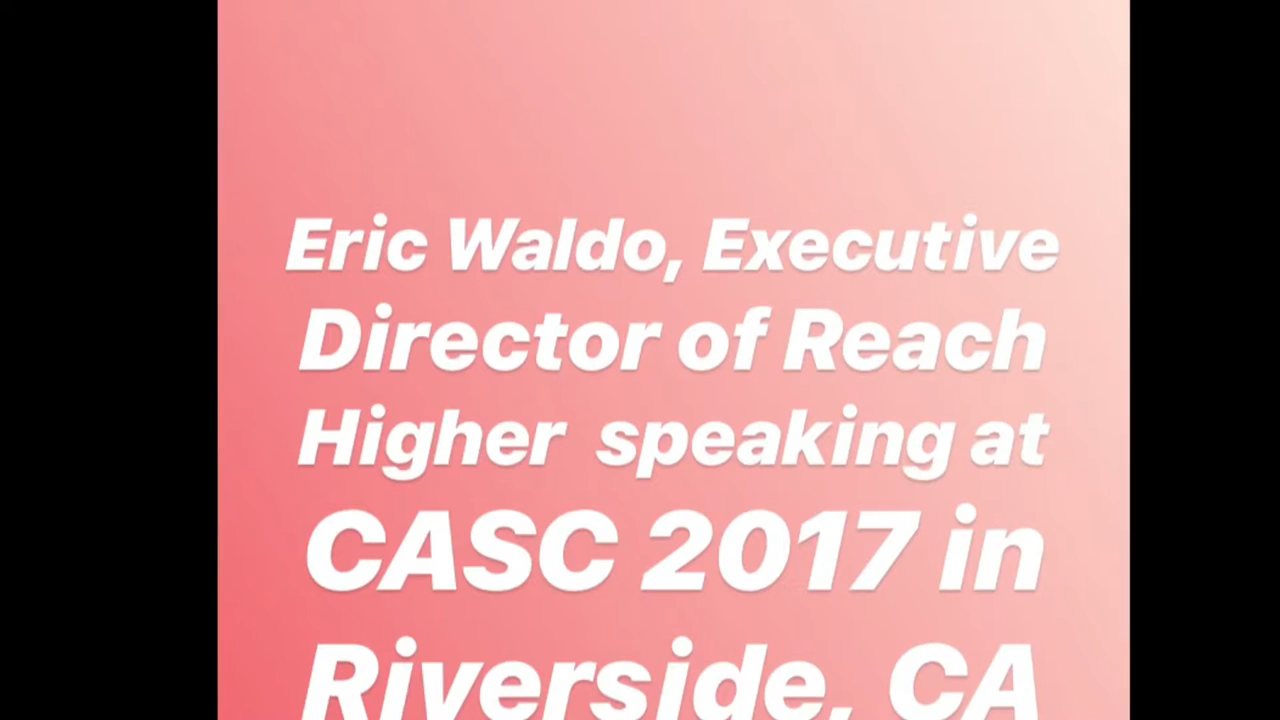 Eric Waldo, Executive
Director of Reach
Higher speaking at
CASC 2017 in
Riverside, CA